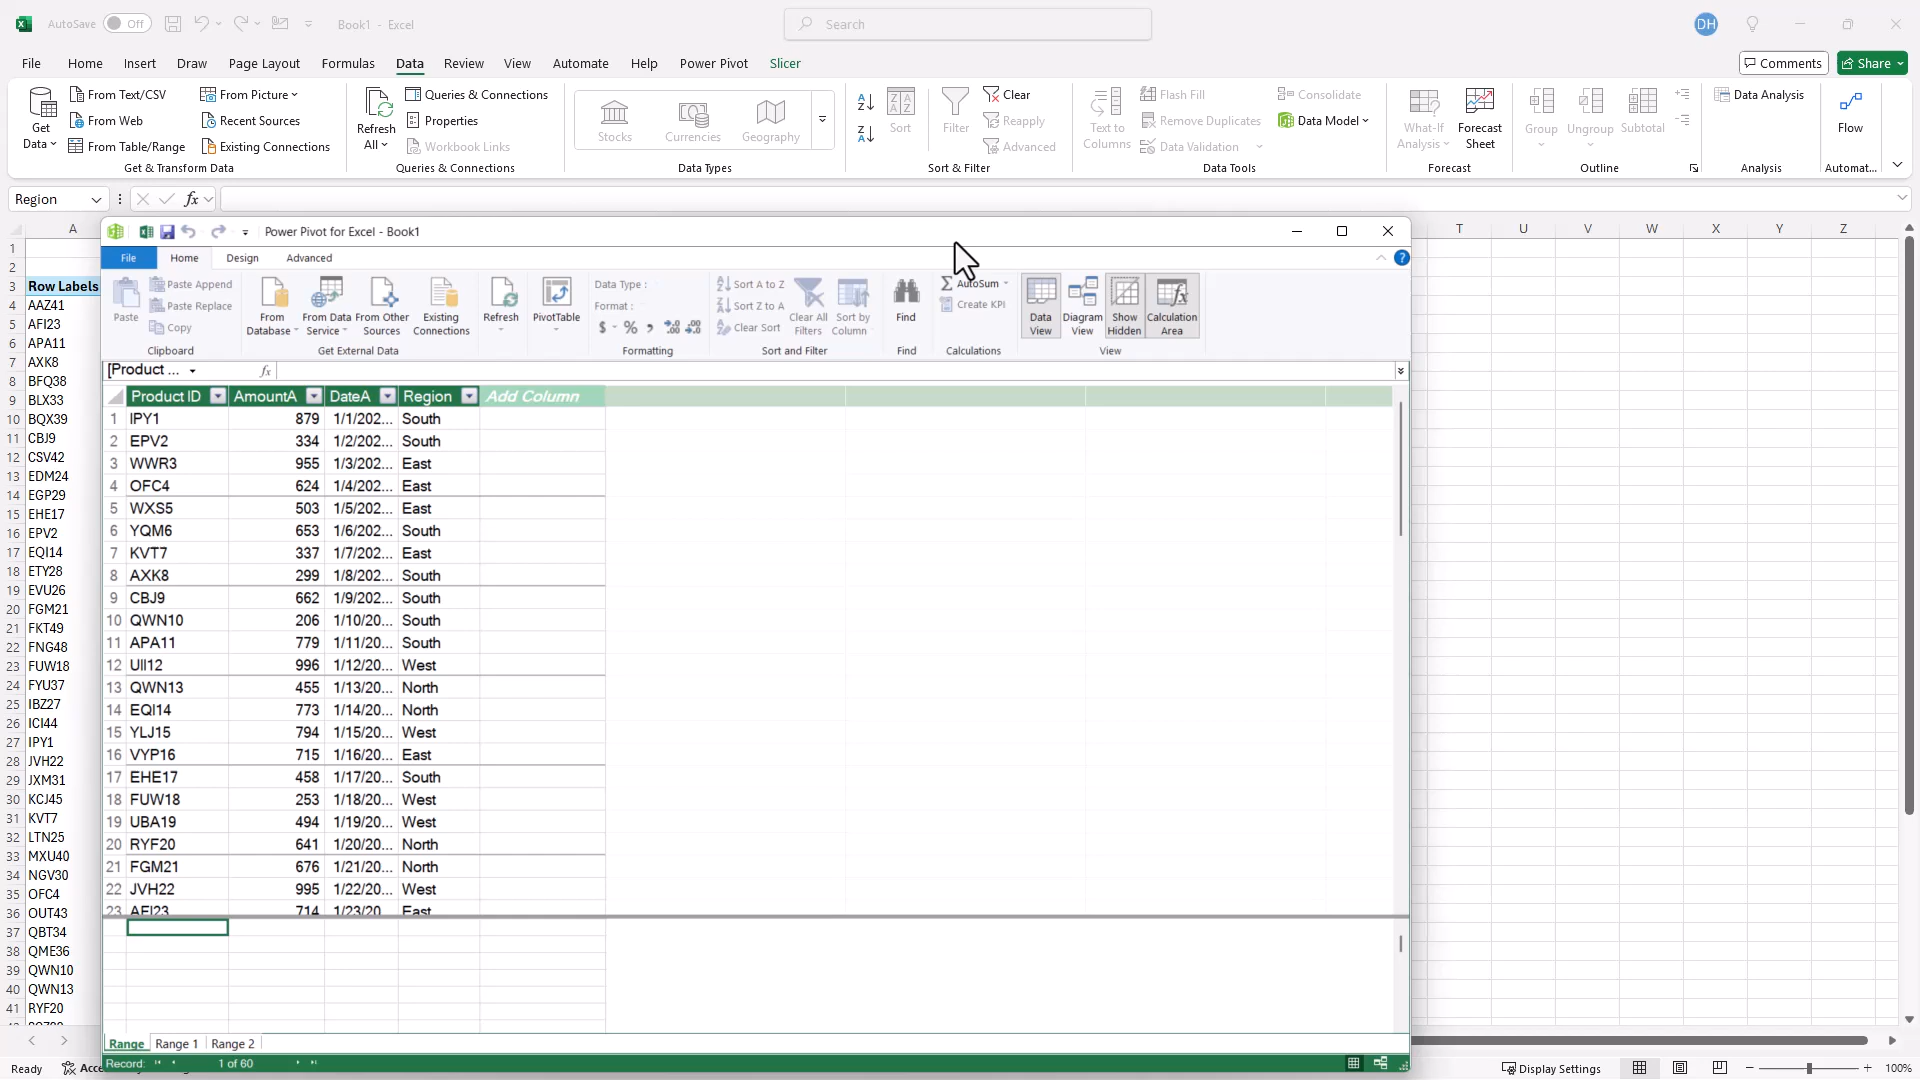 AutoSave Off Book1 - Excel Search DH
File Home Insert Draw Page Layout Formulas Data Review View Automate Help Power Pivot Slicer Comments Share
Get Data From Text/CSV From Picture Refresh All Queries & Connections Stocks Currencies Geography Sort Filter Clear Text to Columns Flash Fill Consolidate What-If Analysis Forecast Sheet Group Ungroup Subtotal Data Analysis Flow
From Web Recent Sources Properties Reapply Remove Duplicates Data Model
From Table/Range Existing Connections Workbook Links Advanced Data Validation
Get & Transform Data Queries & Connections Data Types Sort & Filter Data Tools Forecast Outline Analysis Automat...
Region fx
A T U V W X Y Z
Power Pivot for Excel - Book1
File Home Design Advanced
Paste Paste Append Paste Replace Copy From Database From Data Service From Other Sources Existing Connections Refresh PivotTable Data Type : Format : $ % Sort A to Z Sort Z to A Clear Sort Clear All Filters Sort by Column Find AutoSum Create KPI Data View Diagram View Show Hidden Calculation Area
Clipboard Get External Data Formatting Sort and Filter Find Calculations View
[Product ... fx
Product ID AmountA DateA Region Add Column
1 IPY1 879 1/1/202... South
2 EPV2 334 1/2/202... South
3 WWR3 955 1/3/202... East
4 OFC4 624 1/4/202... East
5 WXS5 503 1/5/202... East
6 YQM6 653 1/6/202... South
7 KVT7 337 1/7/202... East
8 AXK8 299 1/8/202... South
9 CBJ9 662 1/9/202... South
10 QWN10 206 1/10/20... South
11 APA11 779 1/11/20... South
12 UII12 996 1/12/20... West
13 QWN13 455 1/13/20... North
14 EQI14 773 1/14/20... North
15 YLJ15 794 1/15/20... West
16 VYP16 715 1/16/20... East
17 EHE17 458 1/17/20... South
18 FUW18 253 1/18/20... West
19 UBA19 494 1/19/20... West
20 RYF20 641 1/20/20... North
21 FGM21 676 1/21/20... North
22 JVH22 995 1/22/20... West
23 AFI23 714 1/23/20 East
Range Range 1 Range 2
Record: 1 of 60
1
2
3 Row Labels
4 AAZ41
5 AFI23
6 APA11
7 AXK8
8 BFQ38
9 BLX33
10 BQX39
11 CBJ9
12 CSV42
13 EDM24
14 EGP29
15 EHE17
16 EPV2
17 EQI14
18 ETY28
19 EVU26
20 FGM21
21 FKT49
22 FNG48
23 FUW18
24 FYU37
25 IBZ27
26 ICI44
27 IPY1
28 JVH22
29 JXM31
30 KCJ45
31 KVT7
32 LTN25
33 MXU40
34 NGV30
35 OFC4
36 OUT43
37 QBT34
38 QME36
39 QWN10
40 QWN13
41 RYF20
Ready Display Settings 100%